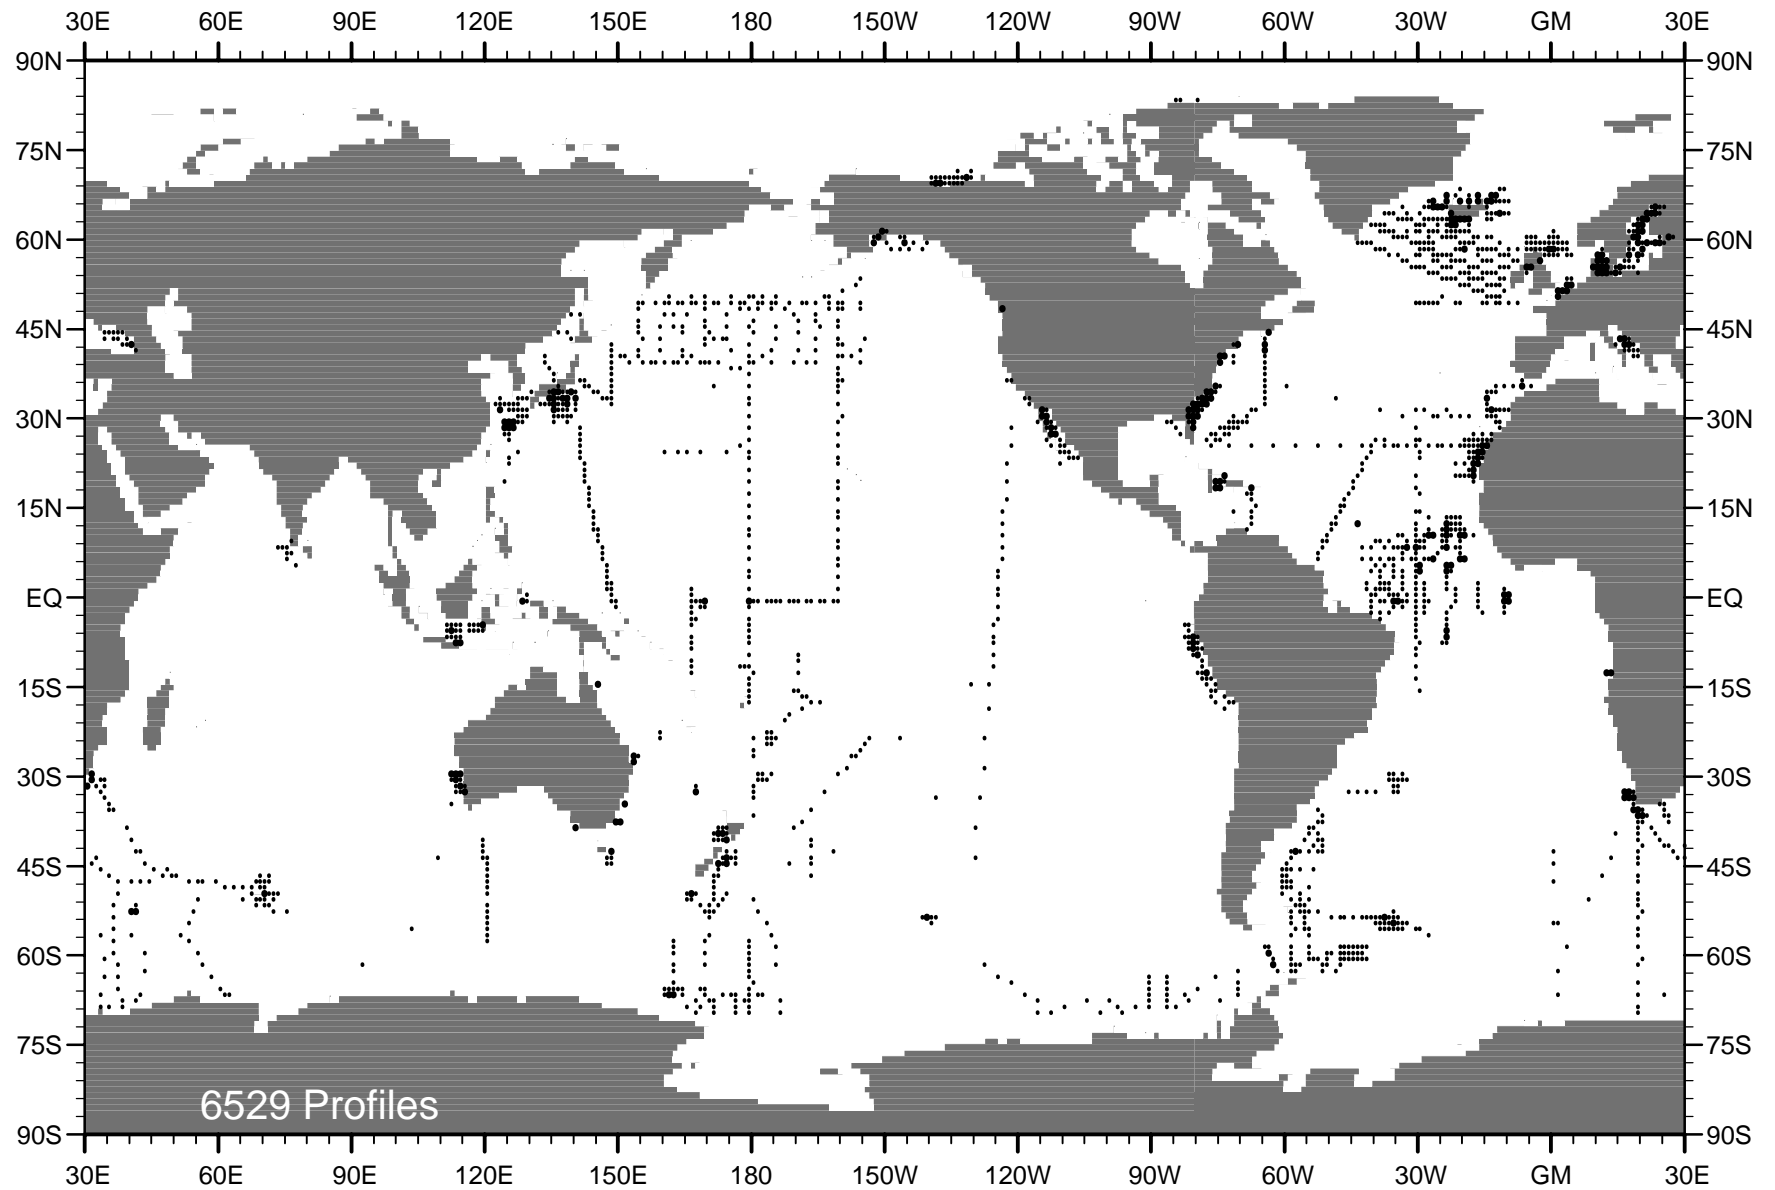 30E 60E 90E 120E 150E 180 150W 120W 90W 60W 30W GM 30E
90N 90N
75N 75N
60N 60N
45N 45N
30N 30N
15N 15N
EQ EQ
15S 15S
30S 30S
45S 45S
60S 60S
75S 75S
6529 Profiles
90S 90S
30E 60E 90E 120E 150E 180 150W 120W 90W 60W 30W GM 30E